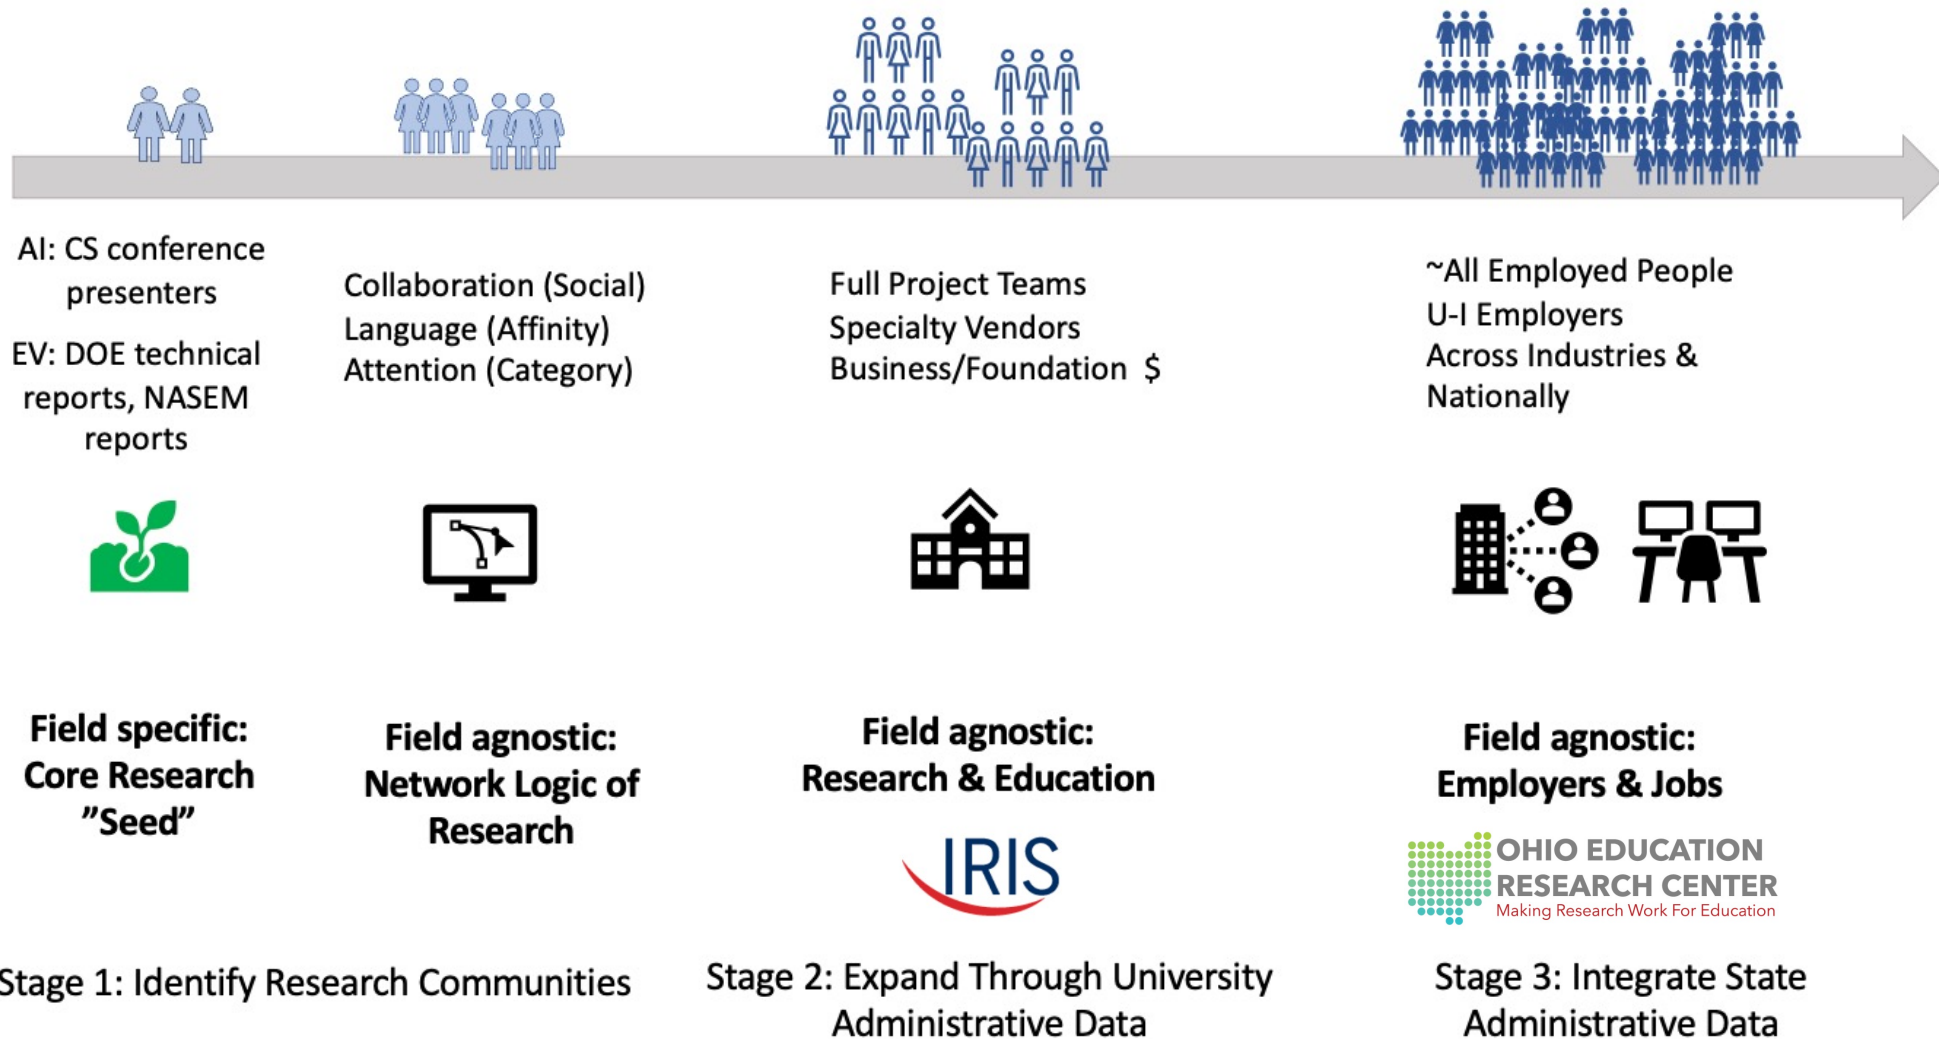 AI: CS conference
presenters
EV: DOE technical
reports, NASEM
reports
Collaboration (Social)
Language (Affinity)
Attention (Category)
Full Project Teams
Specialty Vendors
Business/Foundation $
~All Employed People
U-I Employers
Across Industries &
Nationally
Field specific:
Core Research
”Seed”
Field agnostic:
Network Logic of
Research
Field agnostic:
Research & Education
IRIS
Field agnostic:
Employers & Jobs
OHIO EDUCATION
RESEARCH CENTER
Making Research Work For Education
Stage 1: Identify Research Communities
Stage 2: Expand Through University
Administrative Data
Stage 3: Integrate State
Administrative Data